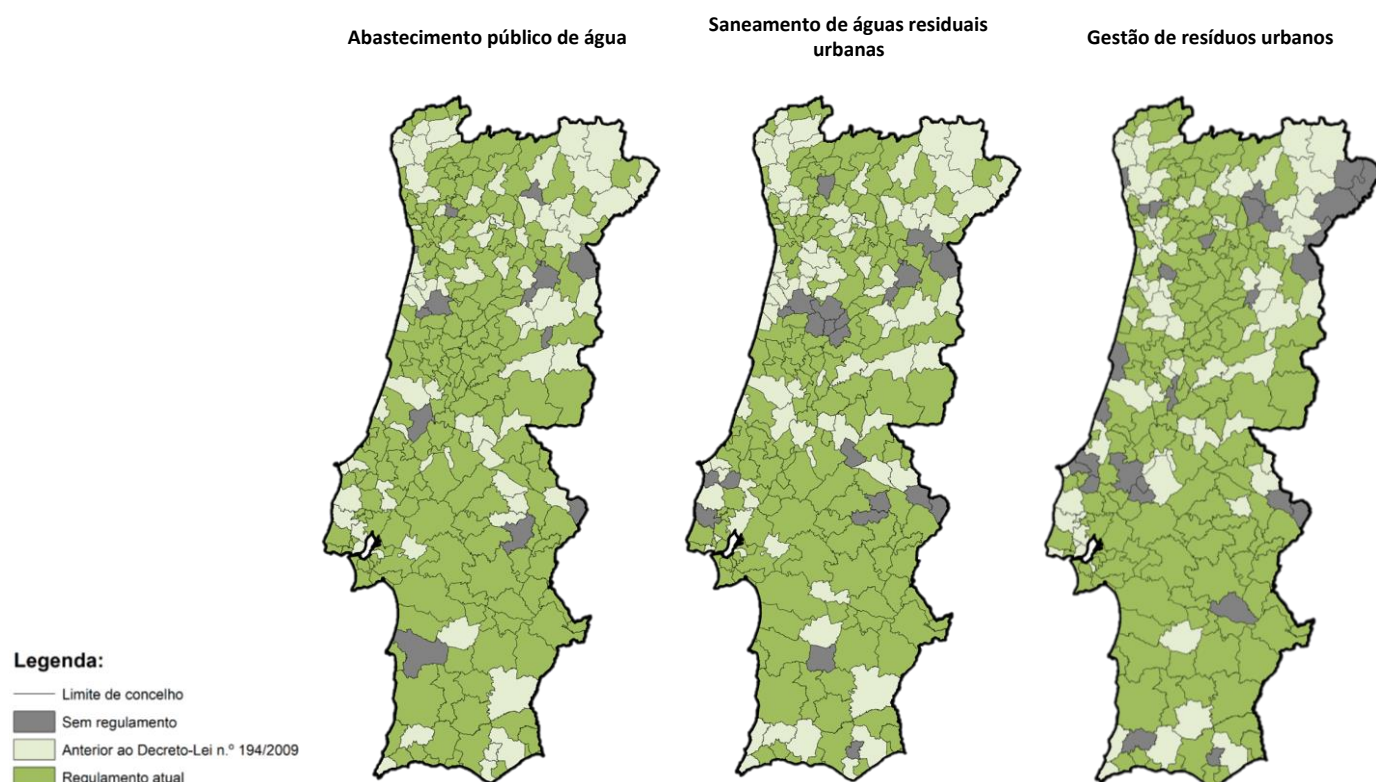 Abastecimento público de água
Saneamento de águas residuais
urbanas
Gestão de resíduos urbanos
Legenda:
Limite de concelho
Sem regulamento
Anterior ao Decreto-Lei n.º 194/2009
Regulamento atual